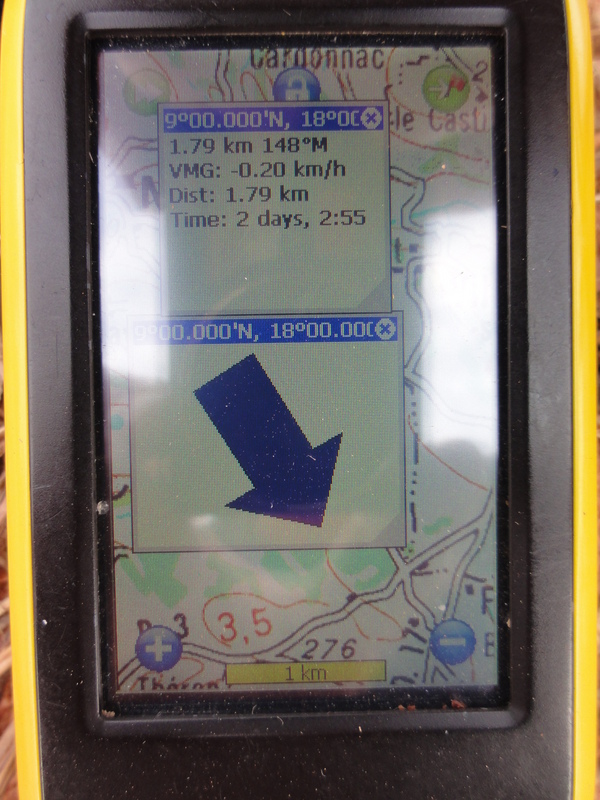 Cardonnac
2
9°00.000'N, 18°00
1.79 km 148°M
VMG: -0.20 km/h
Dist: 1.79 km
Time: 2 days, 2:55
9°00.000'N, 18°00.000
3,5
276
1 km